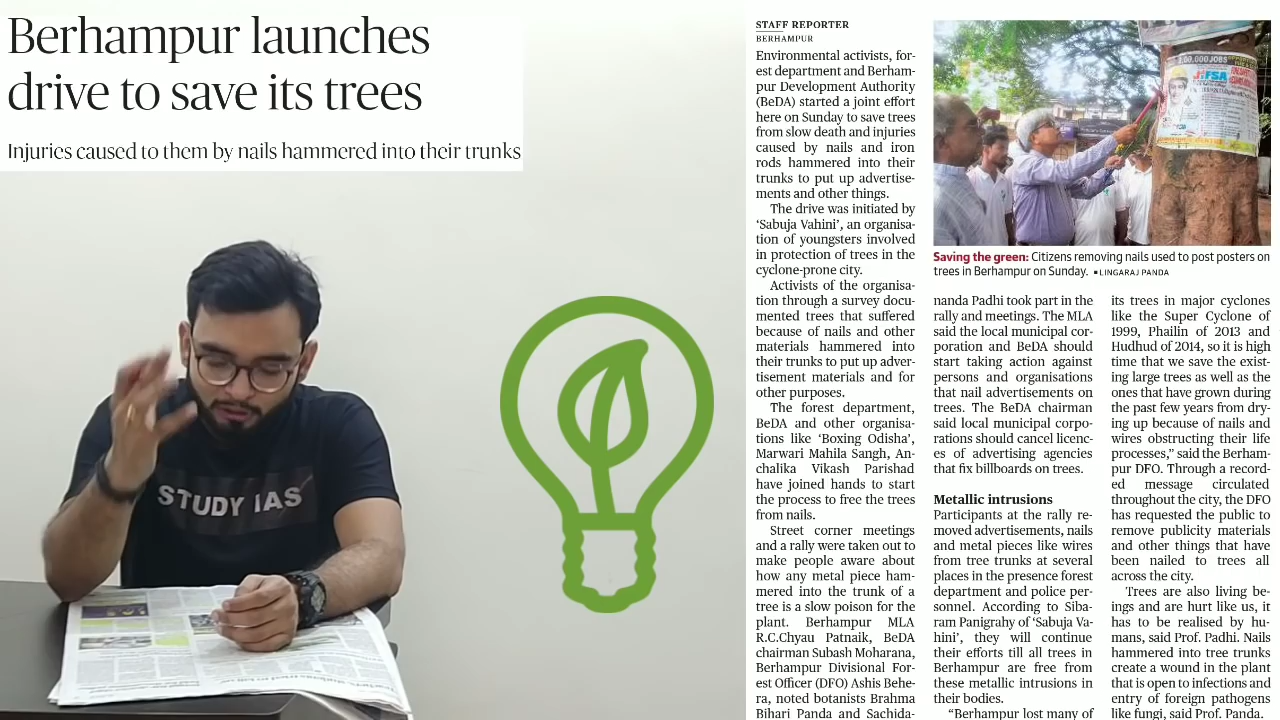 Berhampur launches
drive to save its trees
Injuries caused to them by nails hammered into their trunks
STUDY IAS
STAFF REPORTER
BERHAMPUR
Environmental activists, for-
est department and Berham-
pur Development Authority
(BeDA) started a joint effort
here on Sunday to save trees
from slow death and injuries
caused by nails and iron
rods hammered into their
trunks to put up advertise-
ments and other things.
The drive was initiated by
‘Sabuja Vahini’, an organisa-
tion of youngsters involved
in protection of trees in the
cyclone-prone city.
Activists of the organisa-
tion through a survey docu-
mented trees that suffered
because of nails and other
materials hammered into
their trunks to put up adver-
tisement materials and for
other purposes.
The forest department,
BeDA and other organisa-
tions like ‘Boxing Odisha’,
Marwari Mahila Sangh, An-
chalika Vikash Parishad
have joined hands to start
the process to free the trees
from nails.
Street corner meetings
and a rally were taken out to
make people aware about
how any metal piece ham-
mered into the trunk of a
tree is a slow poison for the
plant. Berhampur MLA
R.C.Chyau Patnaik, BeDA
chairman Subash Moharana,
Berhampur Divisional For-
est Officer (DFO) Ashis Behe-
ra, noted botanists Brahma
Bihari Panda and Sachida-
1,00,000 JOBS
JIFSA
Saving the green: Citizens removing nails used to post posters on
trees in Berhampur on Sunday. ▪ LINGARAJ PANDA
nanda Padhi took part in the
rally and meetings. The MLA
said the local municipal cor-
poration and BeDA should
start taking action against
persons and organisations
that nail advertisements on
trees. The BeDA chairman
said local municipal corpo-
rations should cancel licenc-
es of advertising agencies
that fix billboards on trees.
Metallic intrusions
Participants at the rally re-
moved advertisements, nails
and metal pieces like wires
from tree trunks at several
places in the presence forest
department and police per-
sonnel. According to Siba-
ram Panigrahy of ‘Sabuja Va-
hini’, they will continue
their efforts till all trees in
Berhampur are free from
these metallic intrusions in
their bodies.
“Berhampur lost many of
its trees in major cyclones
like the Super Cyclone of
1999, Phailin of 2013 and
Hudhud of 2014, so it is high
time that we save the exist-
ing large trees as well as the
ones that have grown during
the past few years from dry-
ing up because of nails and
wires obstructing their life
processes,” said the Berham-
pur DFO. Through a record-
ed message circulated
throughout the city, the DFO
has requested the public to
remove publicity materials
and other things that have
been nailed to trees all
across the city.
Trees are also living be-
ings and are hurt like us, it
has to be realised by hu-
mans, said Prof. Padhi. Nails
hammered into tree trunks
create a wound in the plant
that is open to infections and
entry of foreign pathogens
like fungi, said Prof. Panda.